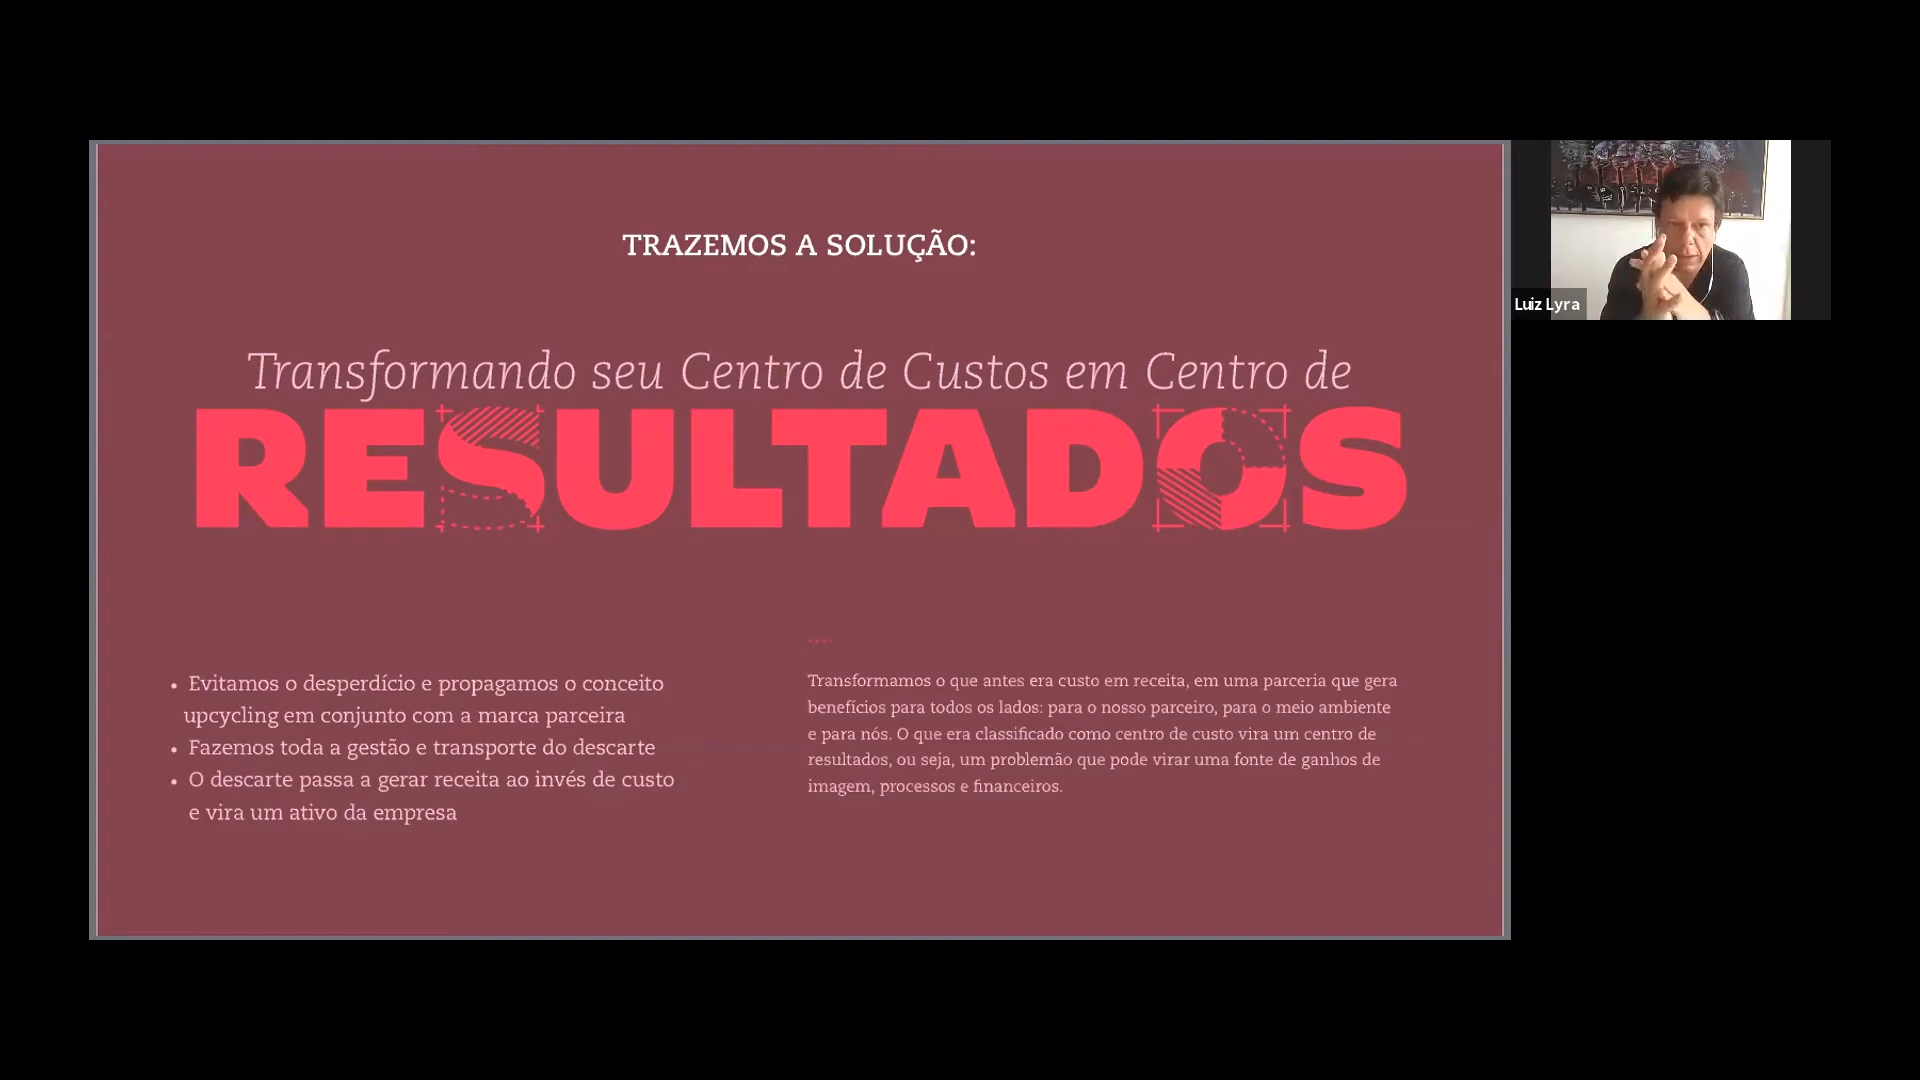 TRAZEMOS A SOLUÇÃO:
Transformando seu Centro de Custos em Centro de
RESULTADOS
• Evitamos o desperdício e propagamos o conceito
upcycling em conjunto com a marca parceira
• Fazemos toda a gestão e transporte do descarte
• O descarte passa a gerar receita ao invés de custo
e vira um ativo da empresa
Transformamos o que antes era custo em receita, em uma parceria que gera
benefícios para todos os lados: para o nosso parceiro, para o meio ambiente
e para nós. O que era classificado como centro de custo vira um centro de
resultados, ou seja, um problemão que pode virar uma fonte de ganhos de
imagem, processos e financeiros.
Luiz Lyra